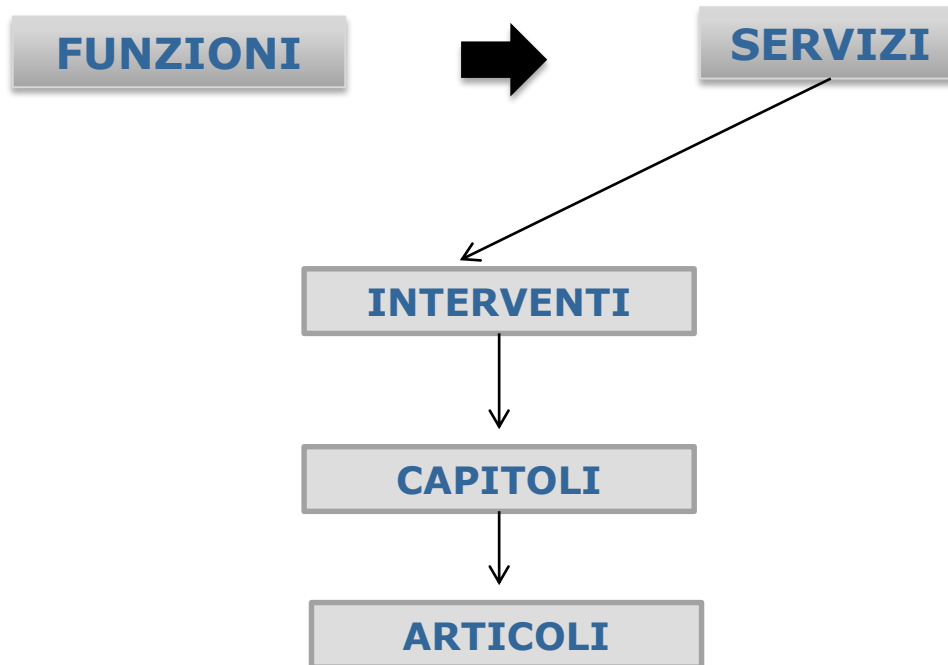 FUNZIONI
SERVIZI
INTERVENTI
CAPITOLI
ARTICOLI